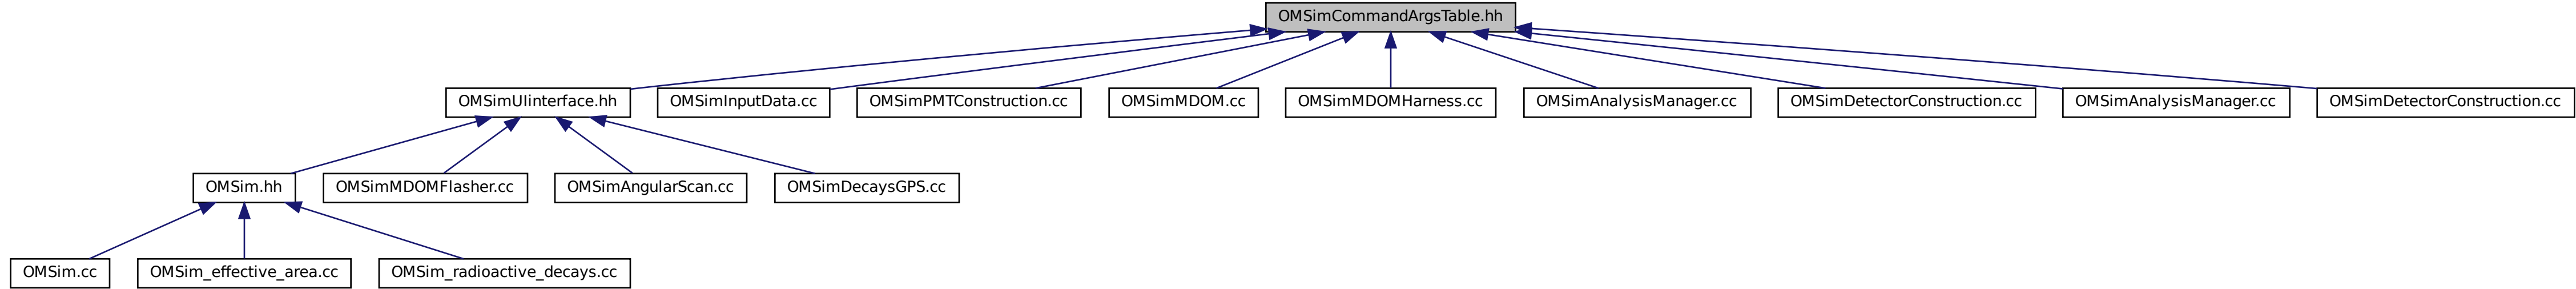 OMSimCommandArgsTable.hh
OMSimUIinterface.hh
OMSimInputData.cc
OMSimPMTConstruction.cc
OMSimMDOM.cc
OMSimMDOMHarness.cc
OMSimAnalysisManager.cc
OMSimDetectorConstruction.cc
OMSimAnalysisManager.cc
OMSimDetectorConstruction.cc
OMSim.hh
OMSimMDOMFlasher.cc
OMSimAngularScan.cc
OMSimDecaysGPS.cc
OMSim.cc
OMSim_effective_area.cc
OMSim_radioactive_decays.cc